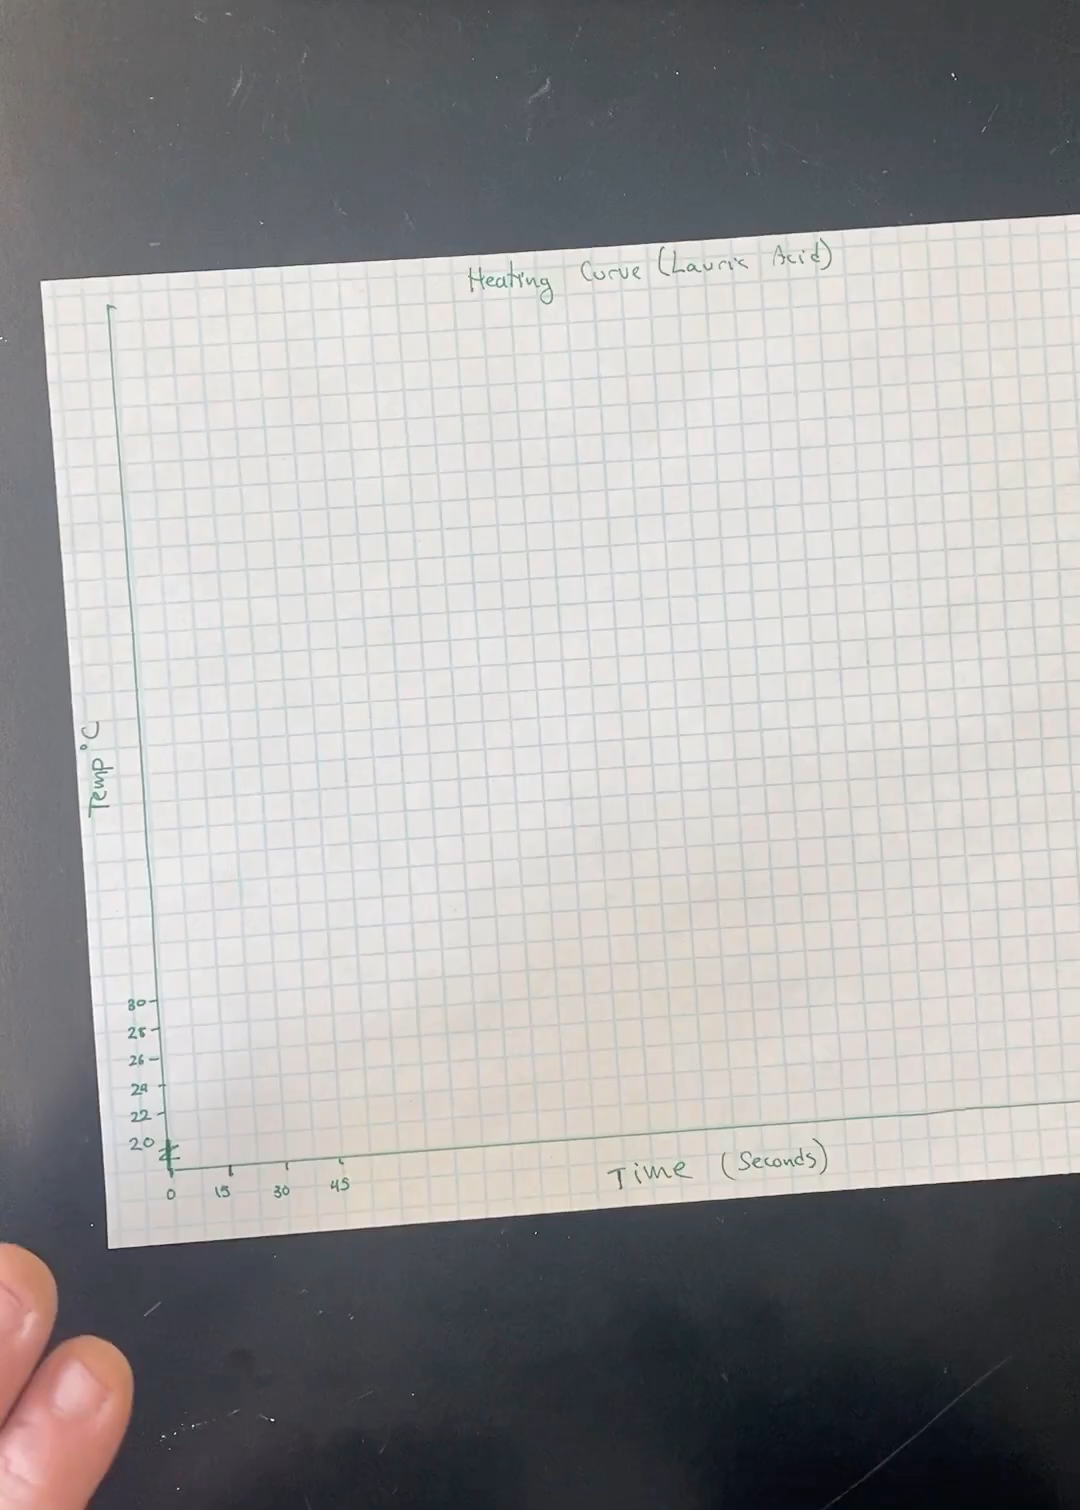 Heating Curve (Lauric Acid)
Temp °C
30
28
26
24
22
20
0 15 30 45
Time (Seconds)